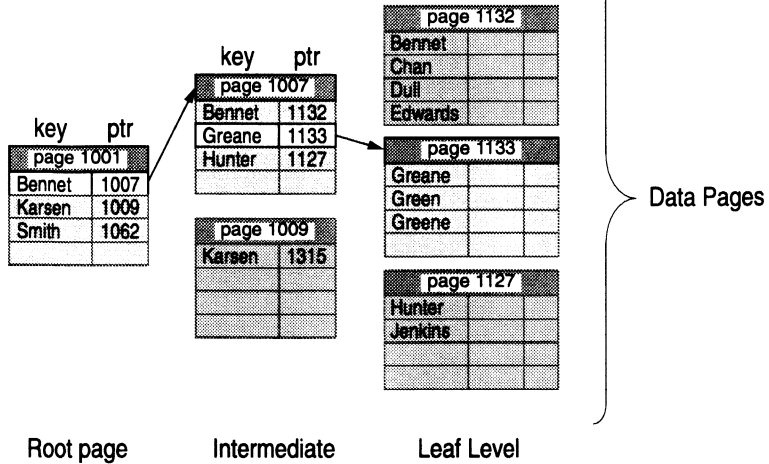 key ptr
page 1001
Bennet 1007
Karsen 1009
Smith 1062
key ptr
page 1007
Bennet 1132
Greane 1133
Hunter 1127
page 1009
Karsen 1315
page 1132
Bennet
Chan
Dull
Edwards
page 1133
Greane
Green
Greene
page 1127
Hunter
Jenkins
Data Pages
Root page
Intermediate
Leaf Level